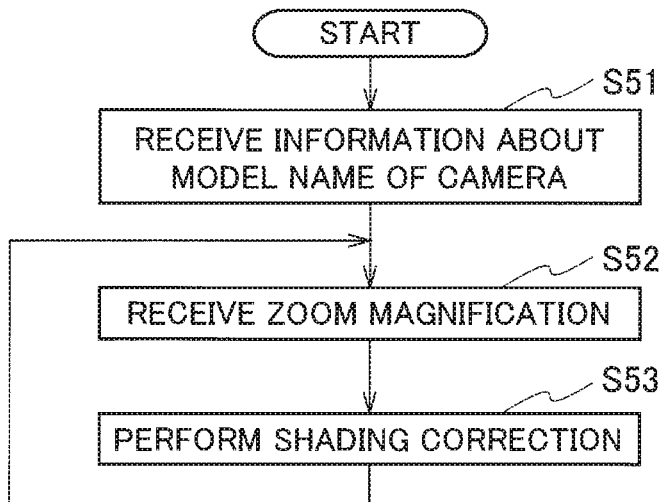 START
S51
RECEIVE INFORMATION ABOUT
MODEL NAME OF CAMERA
S52
RECEIVE ZOOM MAGNIFICATION
S53
PERFORM SHADING CORRECTION